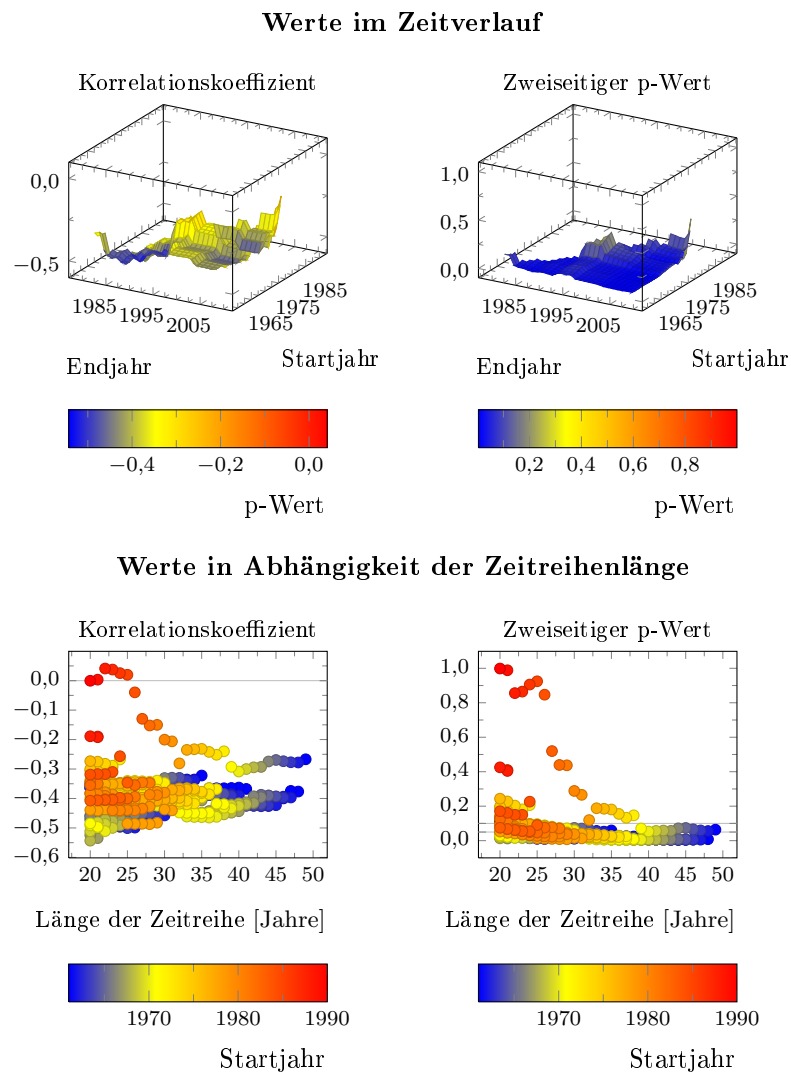 Werte im Zeitverlauf
Korrelationskoeffizient
0,0
−0,5
1985
1995
2005
1965
1975
1985
Endjahr
Startjahr
−0,4
−0,2
0,0
p-Wert
Zweiseitiger p-Wert
1,0
0,5
0,0
1985
1995
2005
1965
1975
1985
Endjahr
Startjahr
0,2
0,4
0,6
0,8
p-Wert
Werte in Abhängigkeit der Zeitreihenlänge
Korrelationskoeffizient
0,0
−0,1
−0,2
−0,3
−0,4
−0,5
−0,6
20 25 30 35 40 45 50
Länge der Zeitreihe [Jahre]
1970 1980 1990
Startjahr
Zweiseitiger p-Wert
1,0
0,8
0,6
0,4
0,2
0,0
20 25 30 35 40 45 50
Länge der Zeitreihe [Jahre]
1970 1980 1990
Startjahr